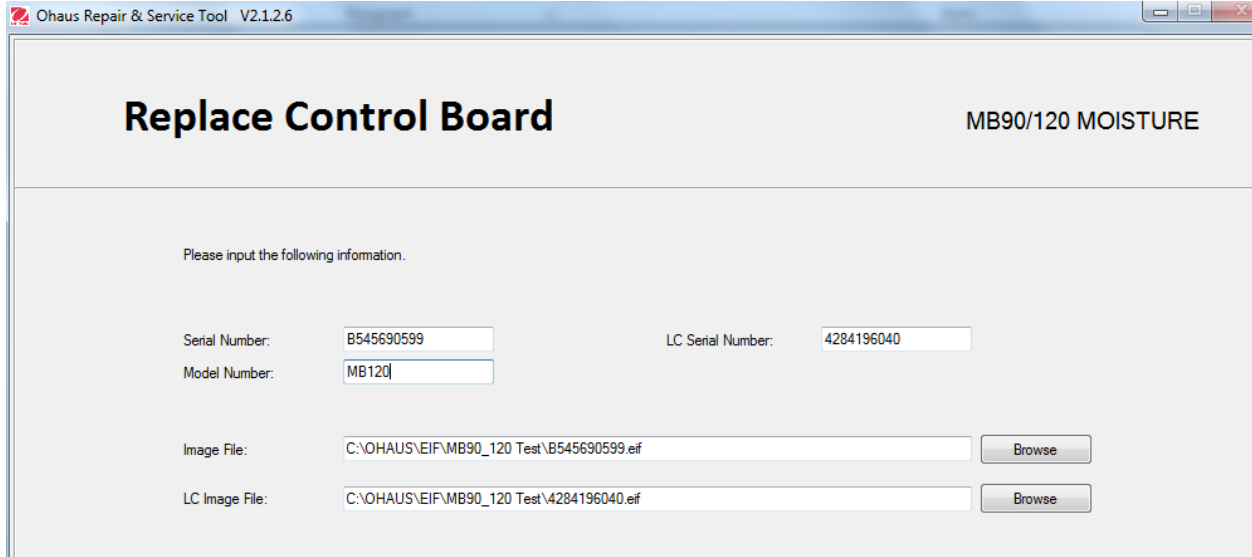 Ohaus Repair & Service Tool V2.1.2.6
Replace Control Board
MB90/120 MOISTURE
Please input the following information.
Serial Number: B545690599 LC Serial Number: 4284196040
Model Number: MB120
Image File: C:\OHAUS\EIF\MB90_120 Test\B545690599.eif Browse
LC Image File: C:\OHAUS\EIF\MB90_120 Test\4284196040.eif Browse